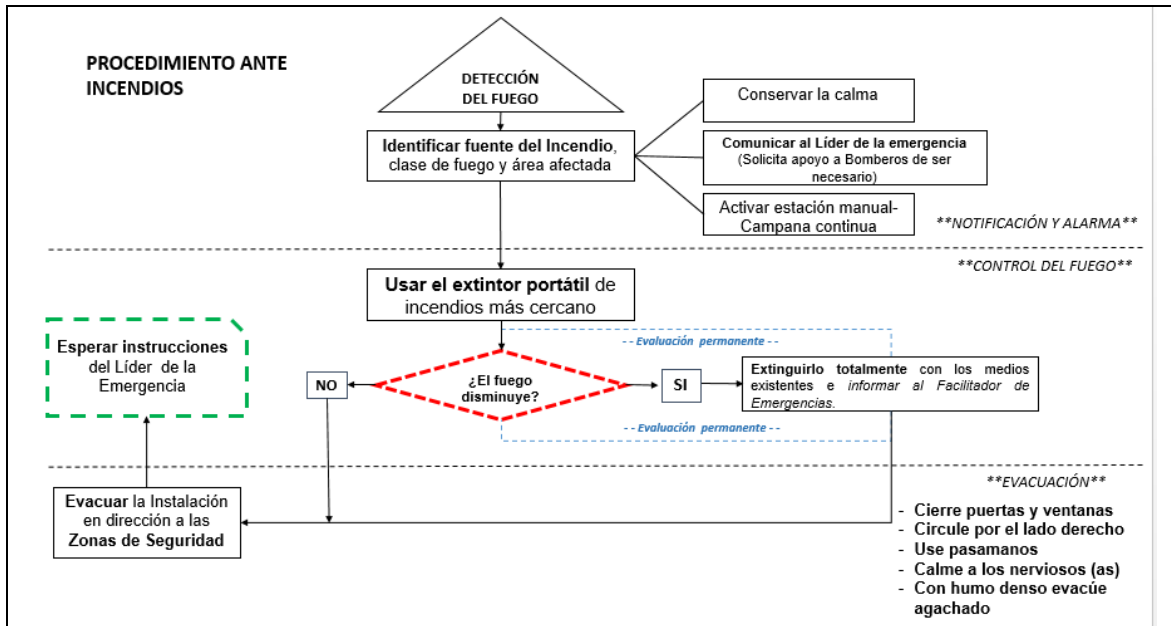 PROCEDIMIENTO ANTE
INCENDIOS
DETECCIÓN
DEL FUEGO
Identificar fuente del Incendio,
clase de fuego y área afectada
Conservar la calma
Comunicar al Líder de la emergencia
(Solicita apoyo a Bomberos de ser
necesario)
Activar estación manual-
Campana continua
**NOTIFICACIÓN Y ALARMA**
**CONTROL DEL FUEGO**
Usar el extintor portátil de
incendios más cercano
-- Evaluación permanente --
Esperar instrucciones
del Líder de la
Emergencia
NO
¿El fuego
disminuye?
SI
Extinguirlo totalmente con los medios
existentes e informar al Facilitador de
Emergencias.
-- Evaluación permanente --
**EVACUACIÓN**
Evacuar la Instalación
en dirección a las
Zonas de Seguridad
- Cierre puertas y ventanas
- Circule por el lado derecho
- Use pasamanos
- Calme a los nerviosos (as)
- Con humo denso evacúe
agachado